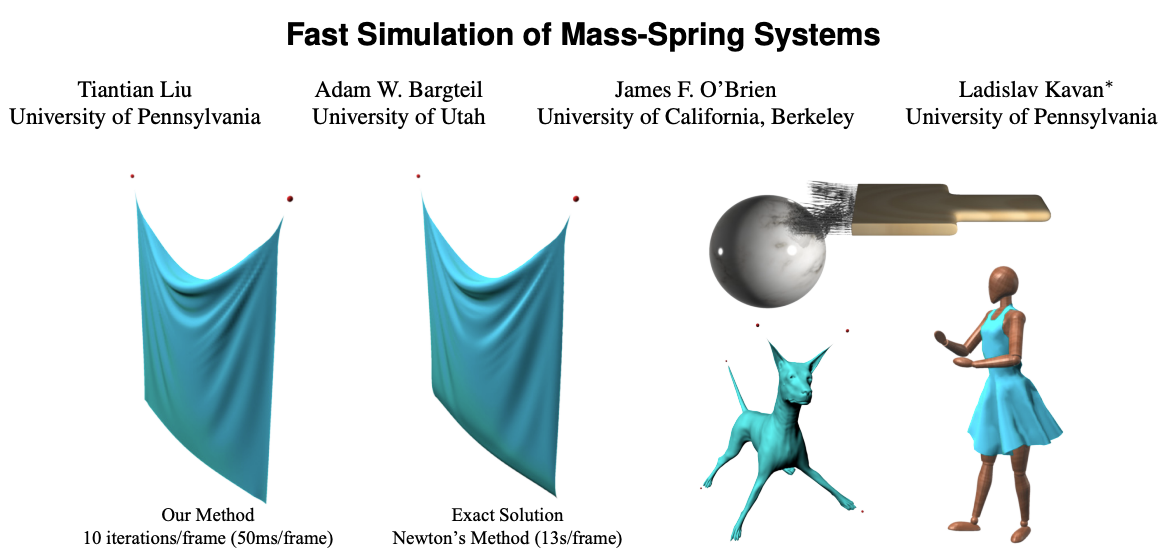 Fast Simulation of Mass-Spring Systems
Tiantian Liu
University of Pennsylvania
Adam W. Bargteil
University of Utah
James F. O’Brien
University of California, Berkeley
Ladislav Kavan*
University of Pennsylvania
Our Method
10 iterations/frame (50ms/frame)
Exact Solution
Newton’s Method (13s/frame)